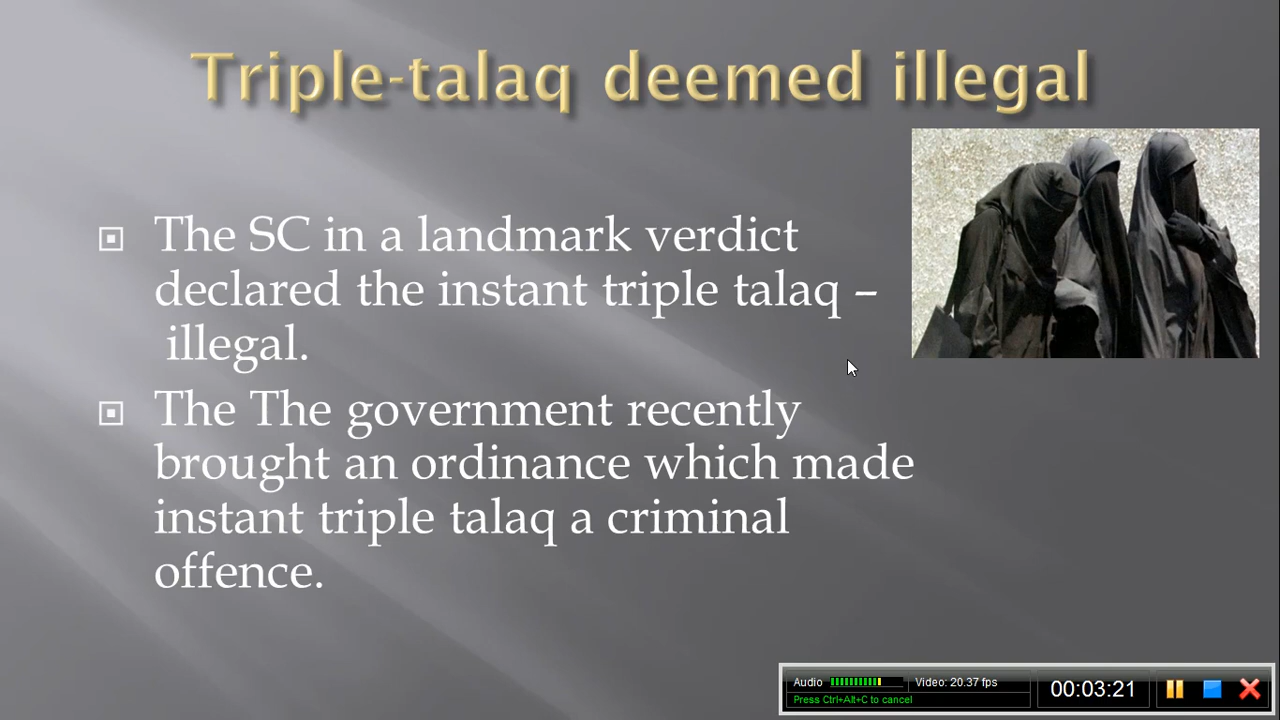 Triple-talaq deemed illegal
The SC in a landmark verdict
declared the instant triple talaq –
illegal.
The The government recently
brought an ordinance which made
instant triple talaq a criminal
offence.
Audio Video: 20.37 fps
Press Ctrl+Alt+C to cancel
00:03:21